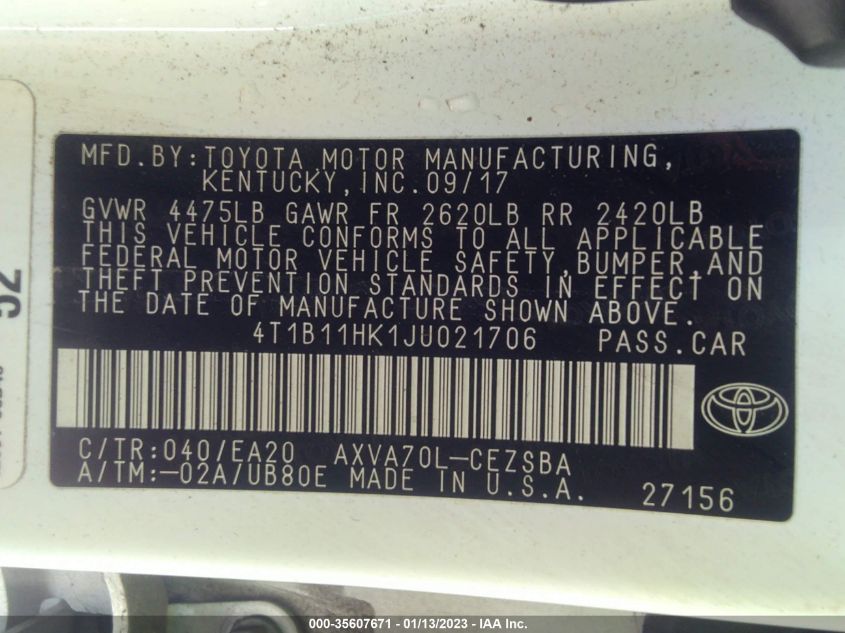 MFD.BY:TOYOTA MOTOR MANUFACTURING,
KENTUCKY,INC.09/17
GVWR 4475LB GAWR FR 2620LB RR 2420LB
THIS VEHICLE CONFORMS TO ALL APPLICABLE
FEDERAL MOTOR VEHICLE SAFETY,BUMPER,AND
THEFT PREVENTION STANDARDS IN EFFECT ON
THE DATE OF MANUFACTURE SHOWN ABOVE.
4T1B11HK1JU021706 PASS.CAR
C/TR:040/EA20 AXVA70L-CEZSBA
A/TM:-02A/UB80E MADE IN U.S.A.
27156
52
000-35607671 - 01/13/2023 - IAA Inc.